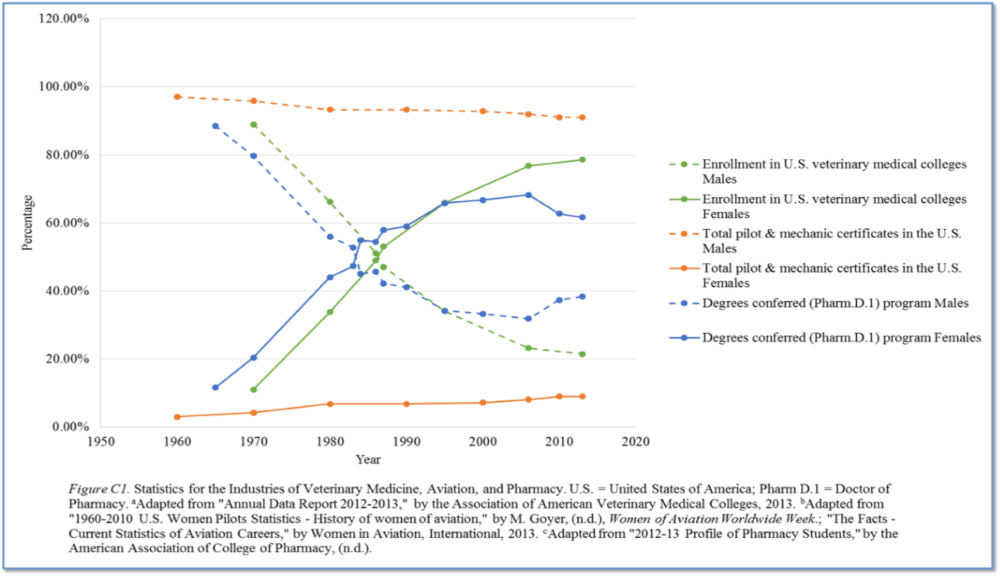 120.00%
100.00%
80.00%
60.00%
40.00%
20.00%
0.00%
Percentage
1950 1960 1970 1980 1990 2000 2010 2020
Year
Enrollment in U.S. veterinary medical colleges
Males
Enrollment in U.S. veterinary medical colleges
Females
Total pilot & mechanic certificates in the U.S.
Males
Total pilot & mechanic certificates in the U.S.
Females
Degrees conferred (Pharm.D.1) program Males
Degrees conferred (Pharm.D.1) program Females
Figure C1. Statistics for the Industries of Veterinary Medicine, Aviation, and Pharmacy. U.S. = United States of America; Pharm D.1 = Doctor of
Pharmacy. ᵃAdapted from "Annual Data Report 2012-2013," by the Association of American Veterinary Medical Colleges, 2013. ᵇAdapted from
"1960-2010 U.S. Women Pilots Statistics - History of women of aviation," by M. Goyer, (n.d.), Women of Aviation Worldwide Week.; "The Facts -
Current Statistics of Aviation Careers," by Women in Aviation, International, 2013. ᶜAdapted from "2012-13 Profile of Pharmacy Students," by the
American Association of College of Pharmacy, (n.d.).